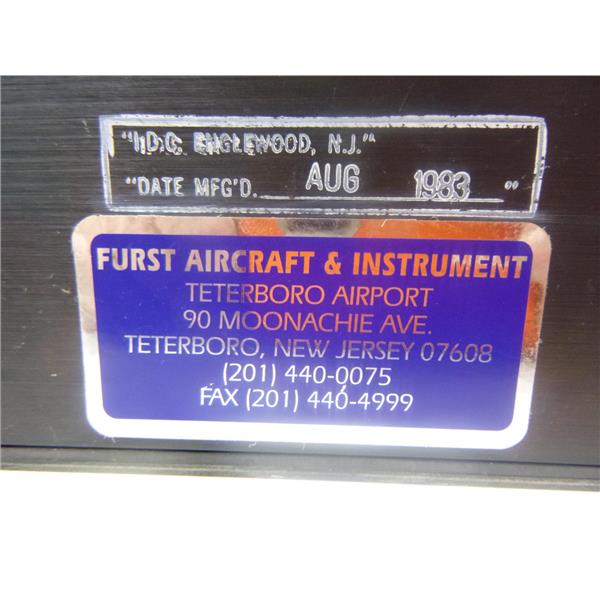 "I.D.C. ENGLEWOOD, N.J."
"DATE MFG'D. AUG 1983 "
FURST AIRCRAFT & INSTRUMENT
TETERBORO AIRPORT
90 MOONACHIE AVE.
TETERBORO, NEW JERSEY 07608
(201) 440-0075
FAX (201) 440-4999